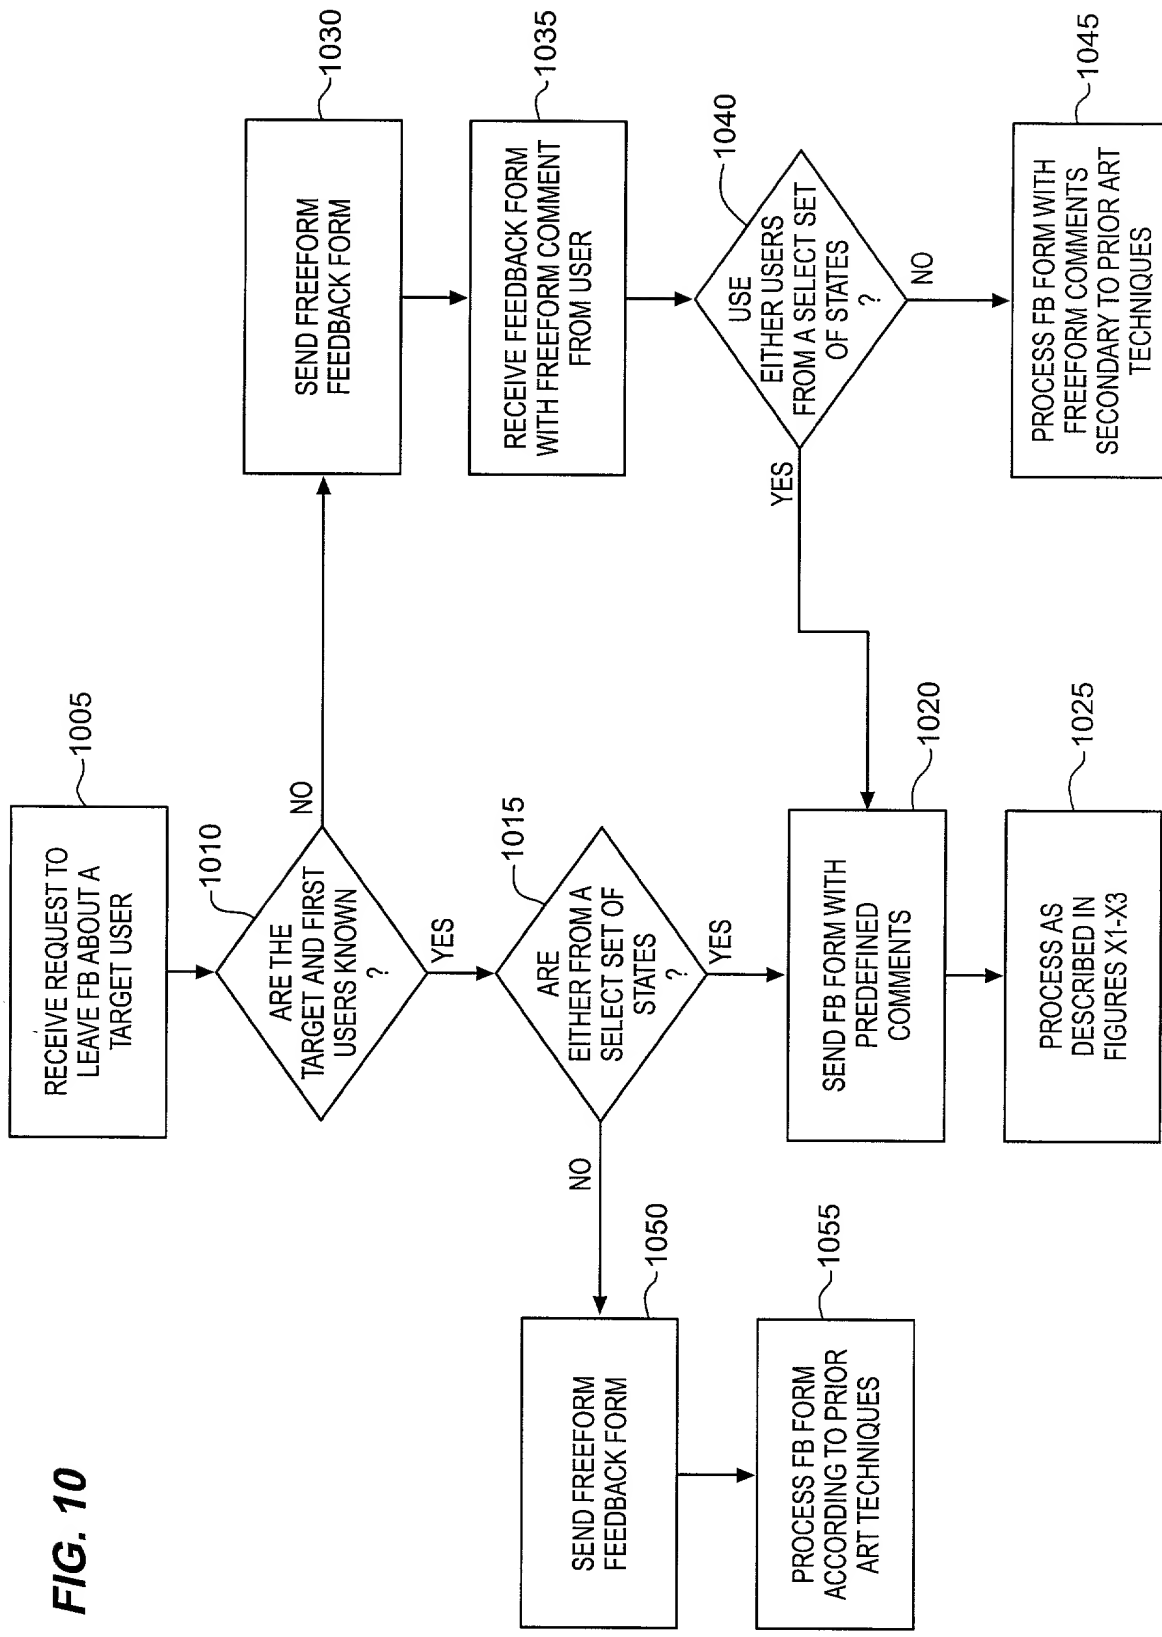 FIG. 10
RECEIVE REQUEST TO
LEAVE FB ABOUT A
TARGET USER
1005
ARE THE
TARGET AND FIRST
USERS KNOWN
?
1010
NO
YES
ARE
EITHER FROM A
SELECT SET OF
STATES
?
1015
NO
YES
SEND FB FORM WITH
PREDEFINED
COMMENTS
1020
PROCESS AS
DESCRIBED IN
FIGURES X1-X3
1025
SEND FREEFORM
FEEDBACK FORM
1030
RECEIVE FEEDBACK FORM
WITH FREEFORM COMMENT
FROM USER
1035
USE
EITHER USERS
FROM A SELECT SET
OF STATES
?
1040
YES
NO
PROCESS FB FORM WITH
FREEFORM COMMENTS
SECONDARY TO PRIOR ART
TECHNIQUES
1045
SEND FREEFORM
FEEDBACK FORM
1050
PROCESS FB FORM
ACCORDING TO PRIOR
ART TECHNIQUES
1055